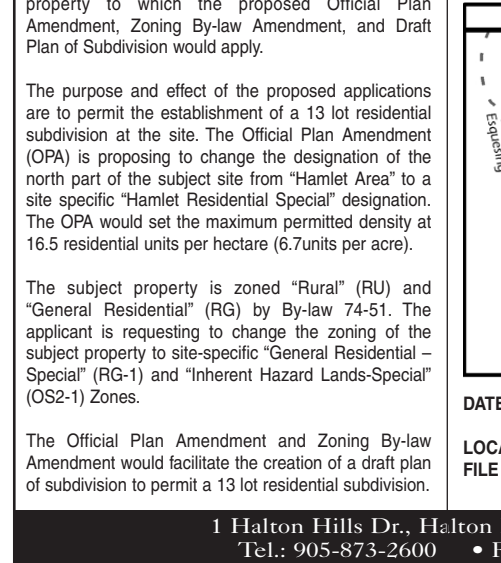 property to which the proposed Official Plan
Amendment, Zoning By-law Amendment, and Draft
Plan of Subdivision would apply.
The purpose and effect of the proposed applications
are to permit the establishment of a 13 lot residential
subdivision at the site. The Official Plan Amendment
(OPA) is proposing to change the designation of the
north part of the subject site from “Hamlet Area” to a
site specific “Hamlet Residential Special” designation.
The OPA would set the maximum permitted density at
16.5 residential units per hectare (6.7units per acre).
The subject property is zoned “Rural” (RU) and
“General Residential” (RG) by By-law 74-51. The
applicant is requesting to change the zoning of the
subject property to site-specific “General Residential –
Special” (RG-1) and “Inherent Hazard Lands-Special”
(OS2-1) Zones.
The Official Plan Amendment and Zoning By-law
Amendment would facilitate the creation of a draft plan
of subdivision to permit a 13 lot residential subdivision.
Esquesing
DATE
LOCA
FILE
1 Halton Hills Dr., Halton
Tel.: 905-873-2600 •